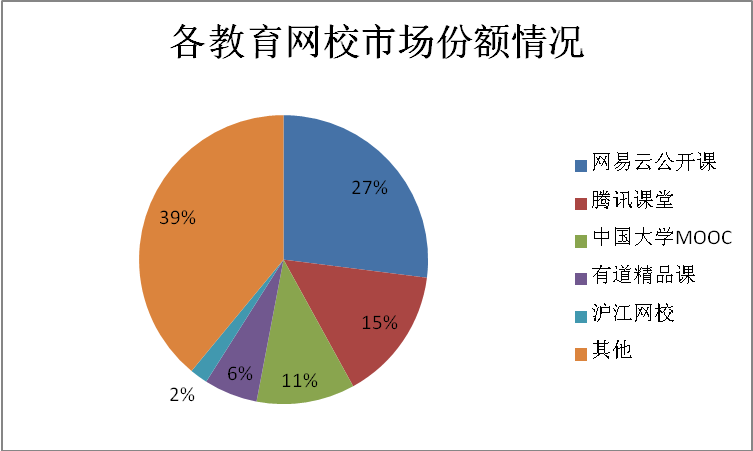 各教育网校市场份额情况
27%
15%
11%
6%
2%
39%
网易云公开课
腾讯课堂
中国大学MOOC
有道精品课
沪江网校
其他